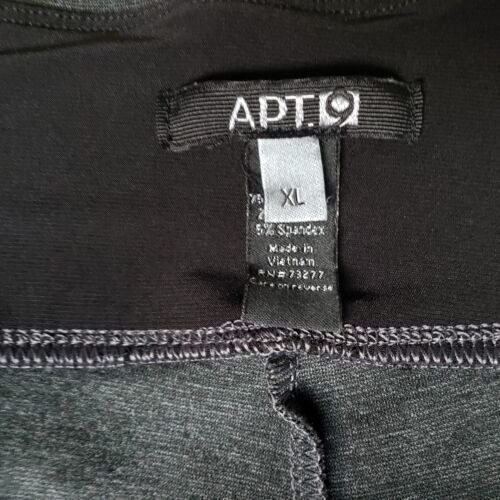 APT.9
XL
5% Spandex
Made in
Vietnam
RN# 73277
Care on reverse